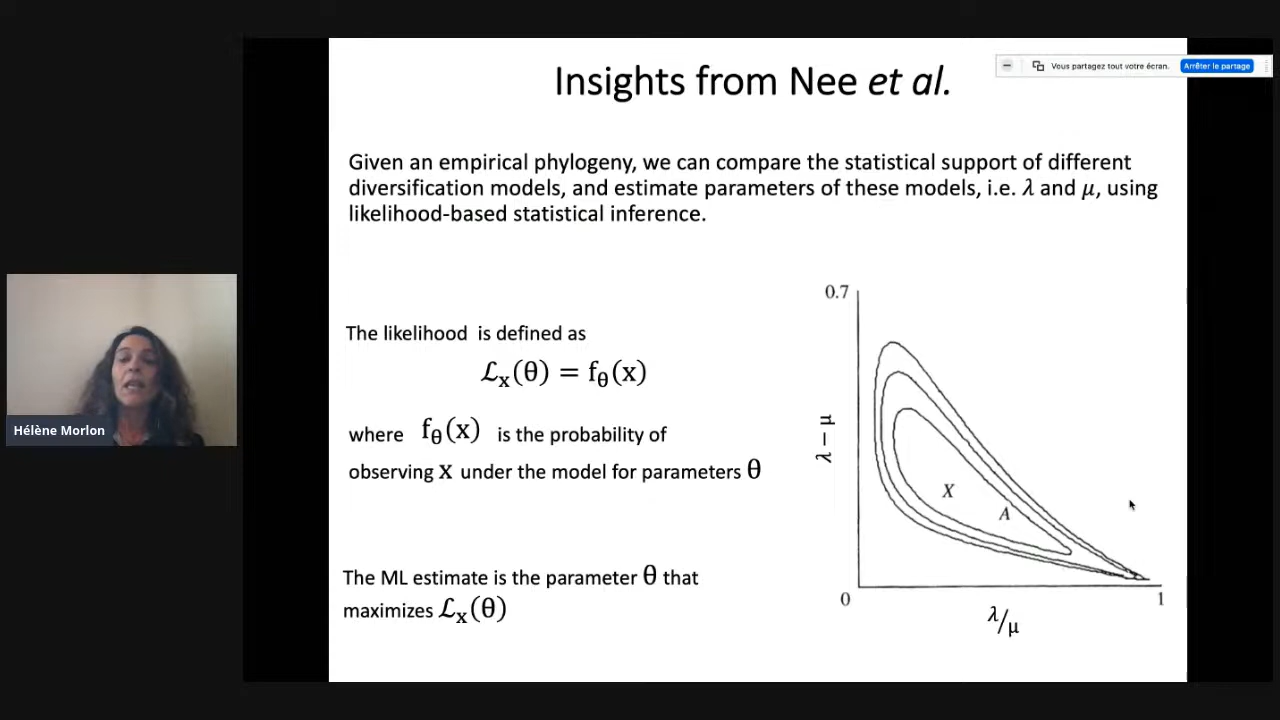 Insights from Nee et al.
Vous partagez tout votre écran.
Arrêter le partage
Given an empirical phylogeny, we can compare the statistical support of different
diversification models, and estimate parameters of these models, i.e. λ and μ, using
likelihood-based statistical inference.
The likelihood is defined as
ℒx(θ) = fθ(x)
where fθ(x) is the probability of
observing x under the model for parameters θ
The ML estimate is the parameter θ that
maximizes ℒx(θ)
0.7
λ – μ
X
A
0
1
λ/μ
Hélène Morlon